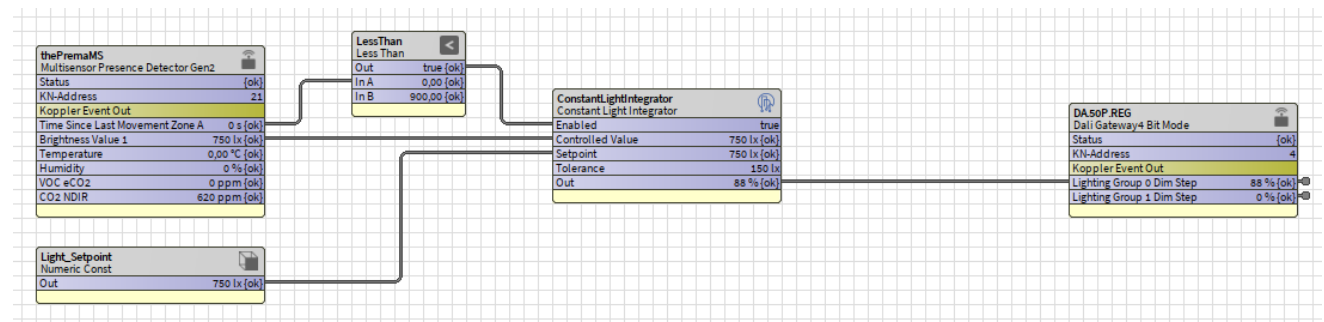 thePremaMS
Multisensor Presence Detector Gen2
Status {ok}
KN-Address 21
Koppler Event Out
Time Since Last Movement Zone A 0 s {ok}
Brightness Value 1 750 lx {ok}
Temperature 0,00 °C {ok}
Humidity 0 % {ok}
VOC eCO2 0 ppm {ok}
CO2 NDIR 620 ppm {ok}
Light_Setpoint
Numeric Const
Out 750 lx {ok}
LessThan
Less Than
Out true {ok}
In A 0,00 {ok}
In B 900,00 {ok}
ConstantLightIntegrator
Constant Light Integrator
Enabled true
Controlled Value 750 lx {ok}
Setpoint 750 lx {ok}
Tolerance 150 lx
Out 88 % {ok}
DA.50P.REG
Dali Gateway4 Bit Mode
Status {ok}
KN-Address 4
Koppler Event Out
Lighting Group 0 Dim Step 88 % {ok}
Lighting Group 1 Dim Step 0 % {ok}